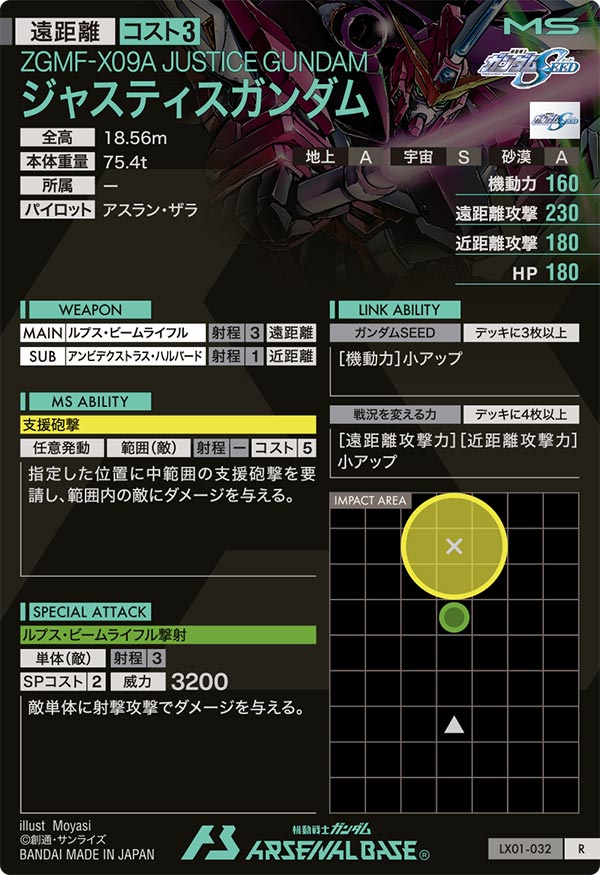 遠距離 コスト3 MS
ZGMF-X09A JUSTICE GUNDAM
ジャスティスガンダム
機動戦士 ガンダムSEED
全高 18.56m
本体重量 75.4t
所属 ー
パイロット アスラン・ザラ
地上 A 宇宙 S 砂漠 A
機動力 160
遠距離攻撃 230
近距離攻撃 180
HP 180
WEAPON
MAIN ルプス・ビームライフル 射程 3 遠距離
SUB アンビテクストラス・ハルバード 射程 1 近距離
MS ABILITY
支援砲撃
任意発動 範囲(敵) 射程 ー コスト 5
指定した位置に中範囲の支援砲撃を要
請し、範囲内の敵にダメージを与える。
SPECIAL ATTACK
ルプス・ビームライフル撃射
単体(敵) 射程 3
SPコスト 2 威力 3200
敵単体に射撃攻撃でダメージを与える。
LINK ABILITY
ガンダムSEED デッキに3枚以上
[機動力]小アップ
戦況を変える力 デッキに4枚以上
[遠距離攻撃力][近距離攻撃力]
小アップ
IMPACT AREA
illust Moyasi
©創通・サンライズ
BANDAI MADE IN JAPAN
機動戦士ガンダム
ARSENAL BASE®
LX01-032 R